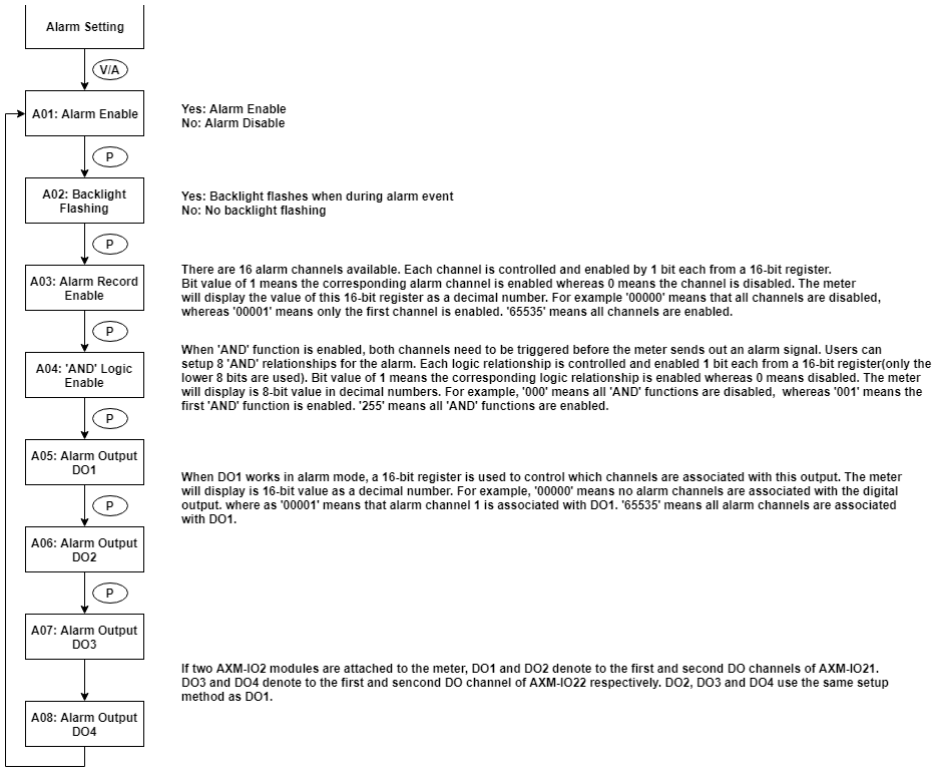 Alarm Setting
V/A
A01: Alarm Enable
Yes: Alarm Enable
No: Alarm Disable
P
A02: Backlight
Flashing
Yes: Backlight flashes when during alarm event
No: No backlight flashing
P
A03: Alarm Record
Enable
There are 16 alarm channels available. Each channel is controlled and enabled by 1 bit each from a 16-bit register.
Bit value of 1 means the corresponding alarm channel is enabled whereas 0 means the channel is disabled. The meter
will display the value of this 16-bit register as a decimal number. For example '00000' means that all channels are disabled,
whereas '00001' means only the first channel is enabled. '65535' means all channels are enabled.
P
A04: 'AND' Logic
Enable
When 'AND' function is enabled, both channels need to be triggered before the meter sends out an alarm signal. Users can
setup 8 'AND' relationships for the alarm. Each logic relationship is controlled and enabled 1 bit each from a 16-bit register(only the
lower 8 bits are used). Bit value of 1 means the corresponding logic relationship is enabled whereas 0 means disabled. The meter
will display is 8-bit value in decimal numbers. For example, '000' means all 'AND' functions are disabled, whereas '001' means the
first 'AND' function is enabled. '255' means all 'AND' functions are enabled.
P
A05: Alarm Output
DO1
When DO1 works in alarm mode, a 16-bit register is used to control which channels are associated with this output. The meter
will display is 16-bit value as a decimal number. For example, '00000' means no alarm channels are associated with the digital
output. where as '00001' means that alarm channel 1 is associated with DO1. '65535' means all alarm channels are associated
with DO1.
P
A06: Alarm Output
DO2
P
A07: Alarm Output
DO3
If two AXM-IO2 modules are attached to the meter, DO1 and DO2 denote to the first and second DO channels of AXM-IO21.
DO3 and DO4 denote to the first and sencond DO channel of AXM-IO22 respectively. DO2, DO3 and DO4 use the same setup
method as DO1.
A08: Alarm Output
DO4